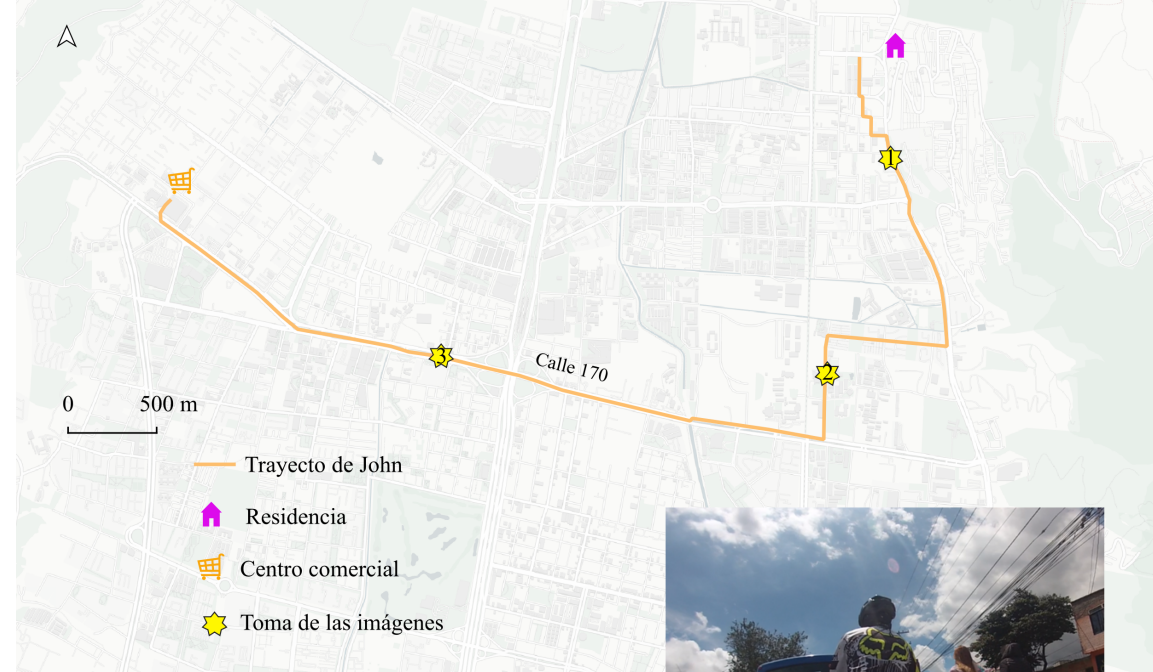 1
2
3
Calle 170
0 500 m
Trayecto de John
Residencia
Centro comercial
Toma de las imágenes